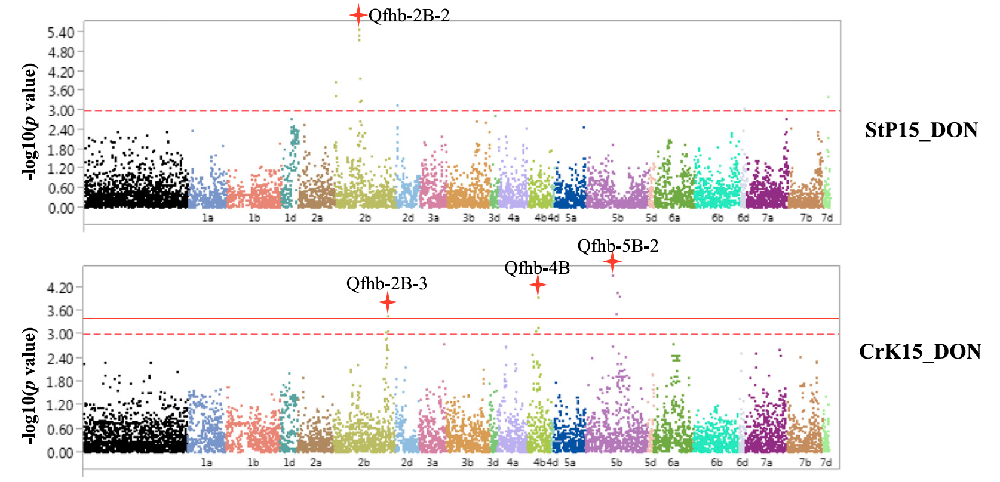 Qfhb-2B-2
5.40
4.80
4.20
3.60
3.00
2.40
1.80
1.20
0.60
0.00
-log10(p value)
1a 1b 1d 2a 2b 2d 3a 3b 3d 4a 4b 4d 5a 5b 5d 6a 6b 6d 7a 7b 7d
StP15_DON
Qfhb-5B-2
Qfhb-4B
Qfhb-2B-3
4.20
3.60
3.00
2.40
1.80
1.20
0.60
0.00
-log10(p value)
1a 1b 1d 2a 2b 2d 3a 3b 3d 4a 4b 4d 5a 5b 5d 6a 6b 6d 7a 7b 7d
CrK15_DON